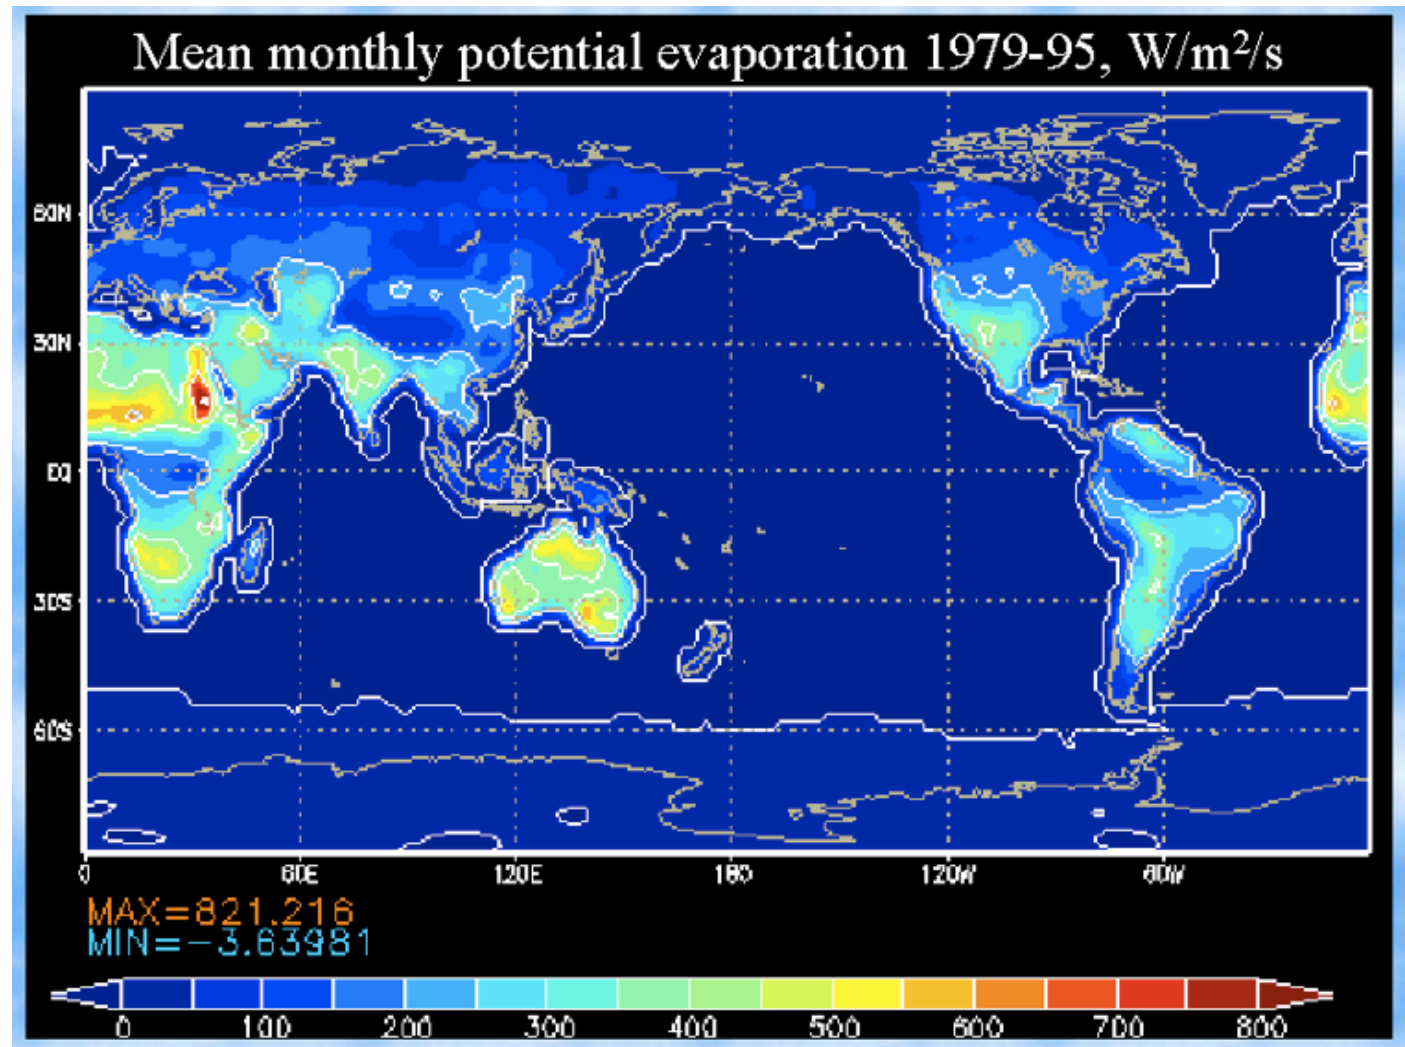 Mean monthly potential evaporation 1979-95, W/m²/s
60N
30N
EQ
30S
60S
0 60E 120E 180 120W 60W
MAX=821.216
MIN=-3.63981
0 100 200 300 400 500 600 700 800